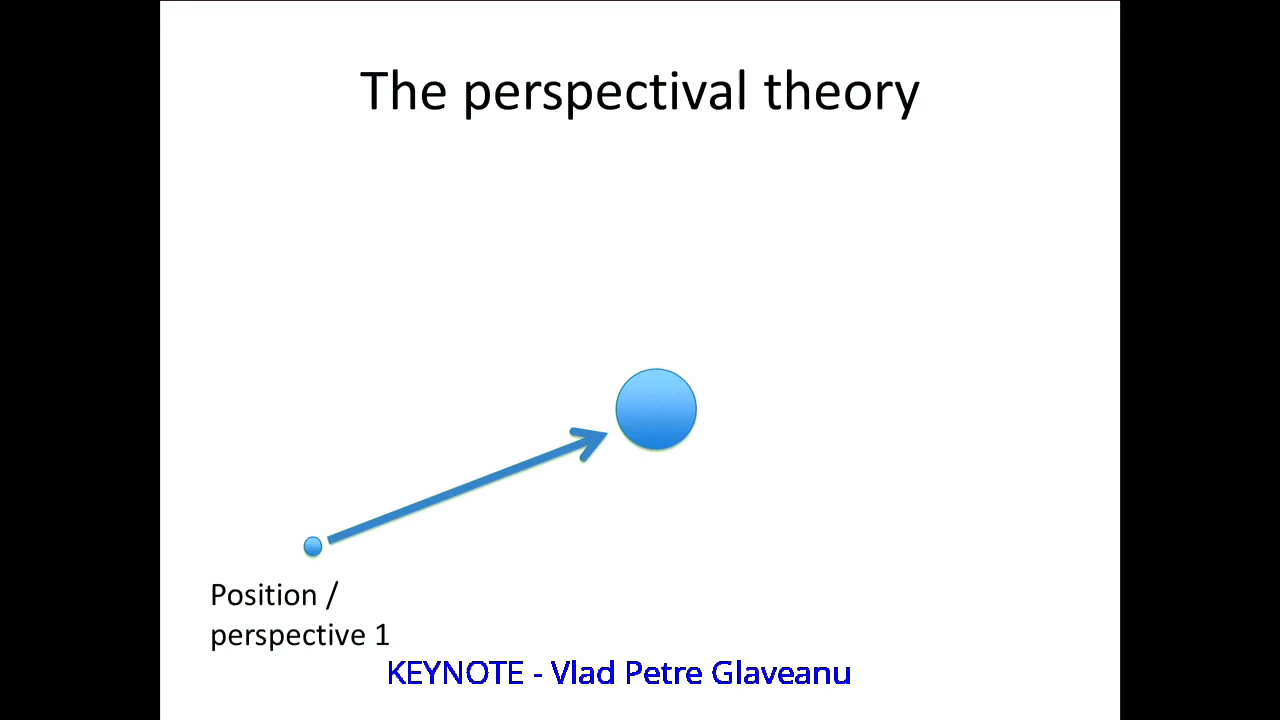 The perspectival theory
Position /
perspective 1
KEYNOTE - Vlad Petre Glaveanu